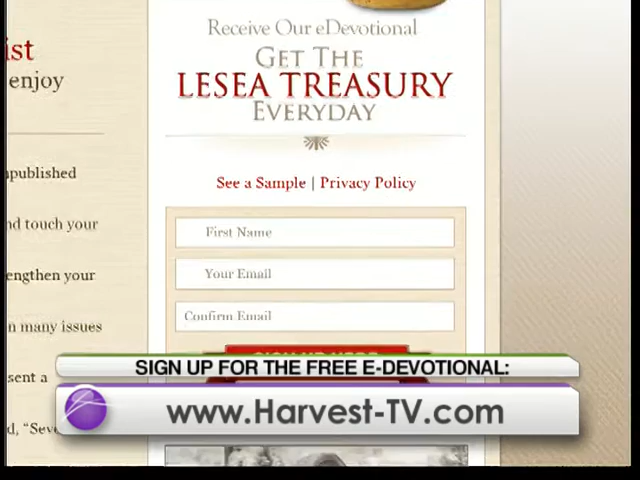 ist
enjoy
Receive Our eDevotional
GET THE
LESEA TREASURY
EVERYDAY
See a Sample | Privacy Policy
published
nd touch your
engthen your
n many issues
sent a
d, “Seve
First Name
Your Email
Confirm Email
SIGN UP FOR THE FREE E-DEVOTIONAL:
www.Harvest-TV.com